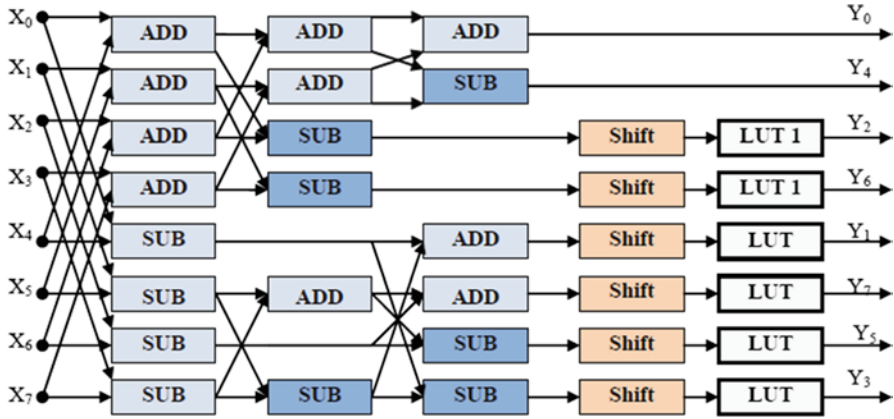 X0 ADD ADD ADD Y0
X1 ADD ADD SUB Y4
X2 ADD SUB Shift LUT 1 Y2
X3 ADD SUB Shift LUT 1 Y6
X4 SUB ADD Shift LUT Y1
X5 SUB ADD ADD Shift LUT Y7
X6 SUB SUB Shift LUT Y5
X7 SUB SUB SUB Shift LUT Y3